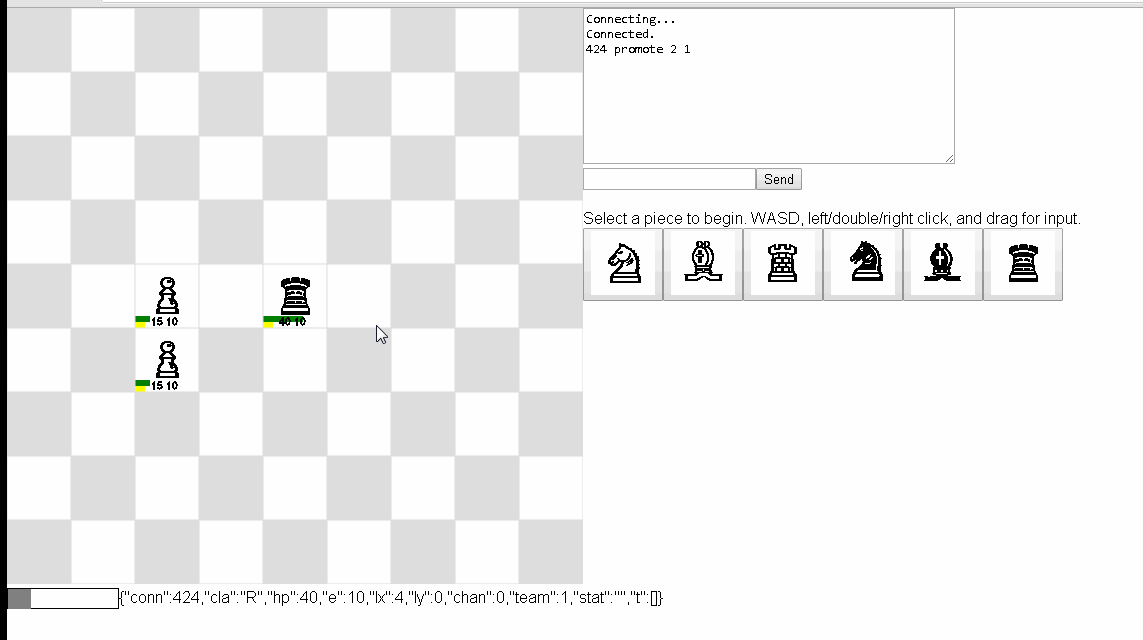 Connecting...
Connected.
424 promote 2 1
Send
Select a piece to begin. WASD, left/double/right click, and drag for input.
15 10
40 10
15 10
{"conn":424,"cla":"R","hp":40,"e":10,"lx":4,"ly":0,"chan":0,"team":1,"stat":"","t":[]}